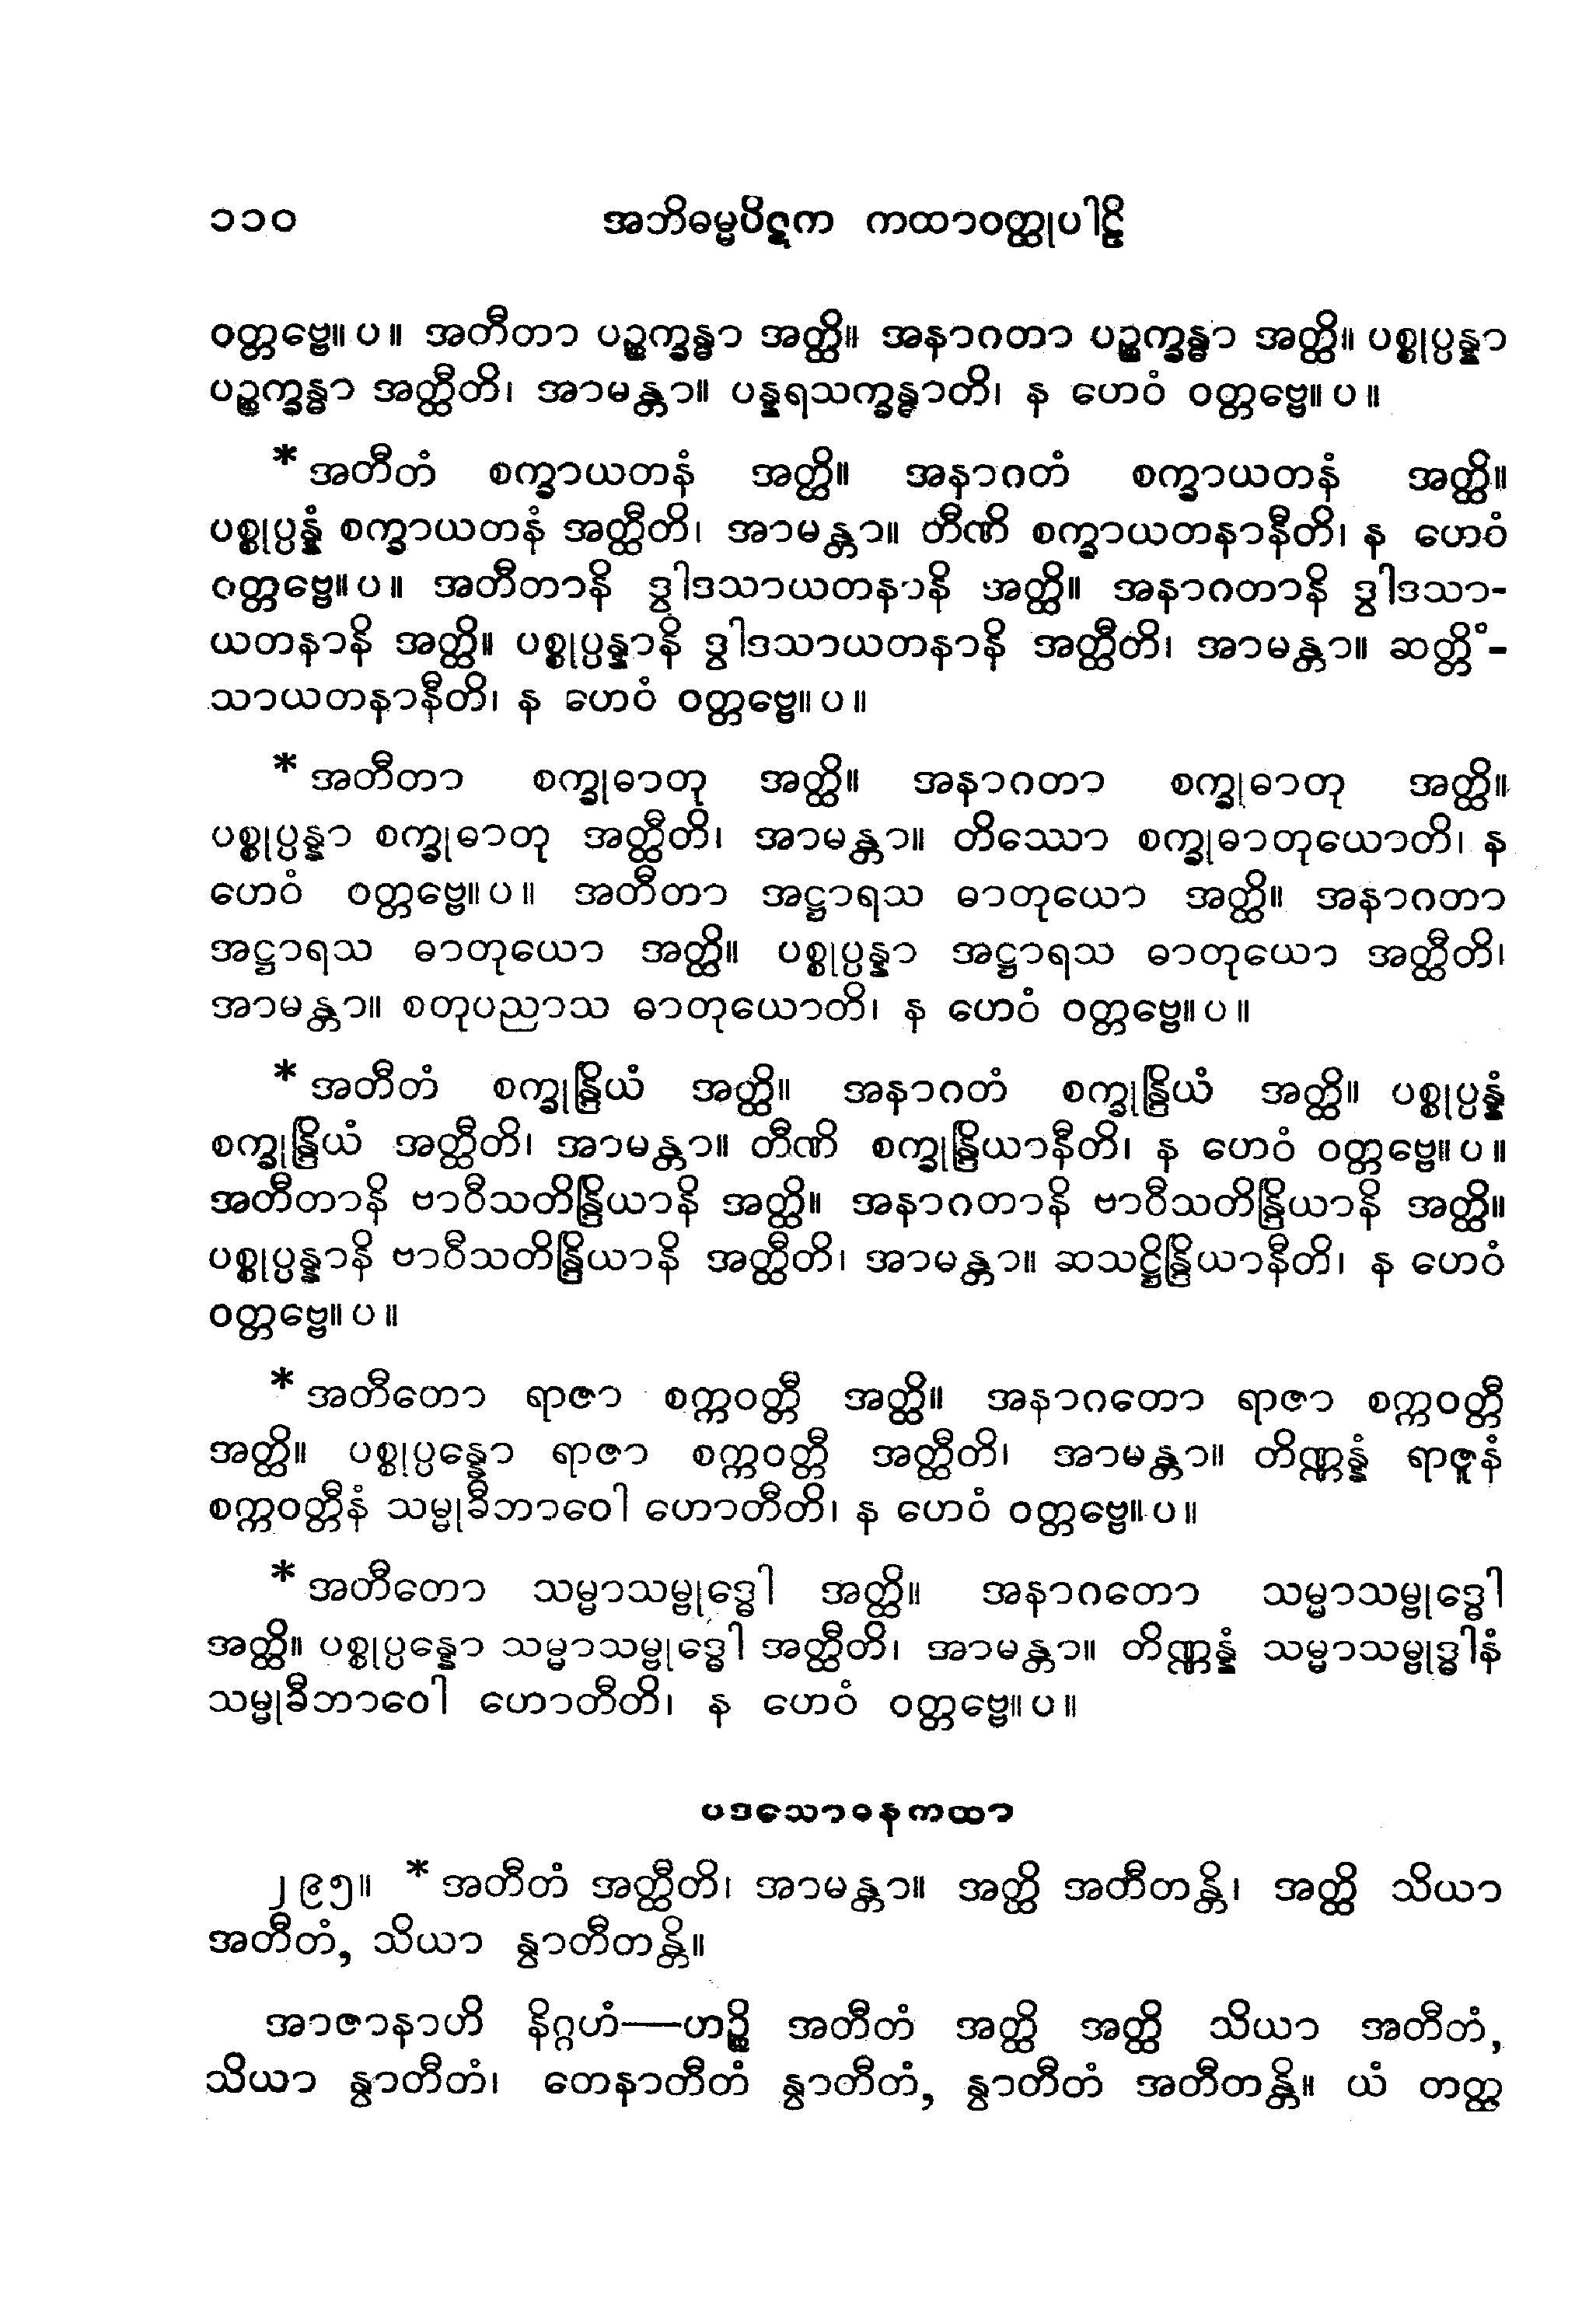 ၁၁၀ အဘိဓမ္မပိဋက ကထာဝတ္ထုပါဠိ
ဝတ္တဗ္ဗေ။ ပ။ အတီတာ ပဉ္စက္ခန္ဓာ အတ္ထိ။ အနာဂတာ ပဉ္စက္ခန္ဓာ အတ္ထိ။ ပစ္စုပ္ပန္နာ
ပဉ္စက္ခန္ဓာ အတ္ထီတိ၊ အာမန္တာ။ ပန္နရသက္ခန္ဓာတိ၊ န ဟေဝံ ဝတ္တဗ္ဗေ။ ပ။
* အတီတံ စက္ခာယတနံ အတ္ထိ။ အနာဂတံ စက္ခာယတနံ အတ္ထိ။
ပစ္စုပ္ပန္နံ စက္ခာယတနံ အတ္ထီတိ၊ အာမန္တာ။ တီဏိ စက္ခာယတနာနီတိ၊ န ဟေဝံ
ဝတ္တဗ္ဗေ။ ပ။ အတီတာနိ ဒွါဒသာယတနာနိ အတ္ထိ။ အနာဂတာနိ ဒွါဒသာ-
ယတနာနိ အတ္ထိ။ ပစ္စုပ္ပန္နာနိ ဒွါဒသာယတနာနိ အတ္ထီတိ၊ အာမန္တာ။ ဆတ္တိံ-
သာယတနာနီတိ၊ န ဟေဝံ ဝတ္တဗ္ဗေ။ ပ။
* အတီတာ စက္ခုဓာတု အတ္ထိ။ အနာဂတာ စက္ခုဓာတု အတ္ထိ။
ပစ္စုပ္ပန္နာ စက္ခုဓာတု အတ္ထီတိ၊ အာမန္တာ။ တိဿော စက္ခုဓာတုယောတိ၊ န
ဟေဝံ ဝတ္တဗ္ဗေ။ ပ။ အတီတာ အဋ္ဌာရသ ဓာတုယော အတ္ထိ။ အနာဂတာ
အဋ္ဌာရသ ဓာတုယော အတ္ထိ။ ပစ္စုပ္ပန္နာ အဋ္ဌာရသ ဓာတုယော အတ္ထီတိ၊
အာမန္တာ။ စတုပညာသ ဓာတုယောတိ၊ န ဟေဝံ ဝတ္တဗ္ဗေ။ ပ။
* အတီတံ စက္ခုန္ဒြိယံ အတ္ထိ။ အနာဂတံ စက္ခုန္ဒြိယံ အတ္ထိ။ ပစ္စုပ္ပန္နံ
စက္ခုန္ဒြိယံ အတ္ထီတိ၊ အာမန္တာ။ တီဏိ စက္ခုန္ဒြိယာနီတိ၊ န ဟေဝံ ဝတ္တဗ္ဗေ။ ပ။
အတီတာနိ ဗာဝီသတိန္ဒြိယာနိ အတ္ထိ။ အနာဂတာနိ ဗာဝီသတိန္ဒြိယာနိ အတ္ထိ။
ပစ္စုပ္ပန္နာနိ ဗာဝီသတိန္ဒြိယာနိ အတ္ထီတိ၊ အာမန္တာ။ ဆသဋ္ဌိန္ဒြိယာနီတိ၊ န ဟေဝံ
ဝတ္တဗ္ဗေ။ ပ။
* အတီတော ရာဇာ စက္ကဝတ္တီ အတ္ထိ။ အနာဂတော ရာဇာ စက္ကဝတ္တီ
အတ္ထိ။ ပစ္စုပ္ပန္နော ရာဇာ စက္ကဝတ္တီ အတ္ထီတိ၊ အာမန္တာ။ တိဏ္ဏန္နံ ရာဇူနံ
စက္ကဝတ္တီနံ သမ္မုခီဘာဝေါ ဟောတီတိ၊ န ဟေဝံ ဝတ္တဗ္ဗေ။ ပ။
* အတီတော သမ္မာသမ္ဗုဒ္ဓေါ အတ္ထိ။ အနာဂတော သမ္မာသမ္ဗုဒ္ဓေါ
အတ္ထိ။ ပစ္စုပ္ပန္နော သမ္မာသမ္ဗုဒ္ဓေါ အတ္ထီတိ၊ အာမန္တာ။ တိဏ္ဏန္နံ သမ္မာသမ္ဗုဒ္ဓါနံ
သမ္မုခီဘာဝေါ ဟောတီတိ၊ န ဟေဝံ ဝတ္တဗ္ဗေ။ ပ။
ပဒသောဓနကထာ
၂၉၅။ * အတီတံ အတ္ထီတိ၊ အာမန္တာ။ အတ္ထိ အတီတန္တိ၊ အတ္ထိ သိယာ
အတီတံ, သိယာ နွာတီတန္တိ။
အာဇာနာဟိ နိဂ္ဂဟံ—ဟဉ္စိ အတီတံ အတ္ထိ အတ္ထိ သိယာ အတီတံ,
သိယာ နွာတီတံ၊ တေနာတီတံ နွာတီတံ, နွာတီတံ အတီတန္တိ။ ယံ တတ္ထ